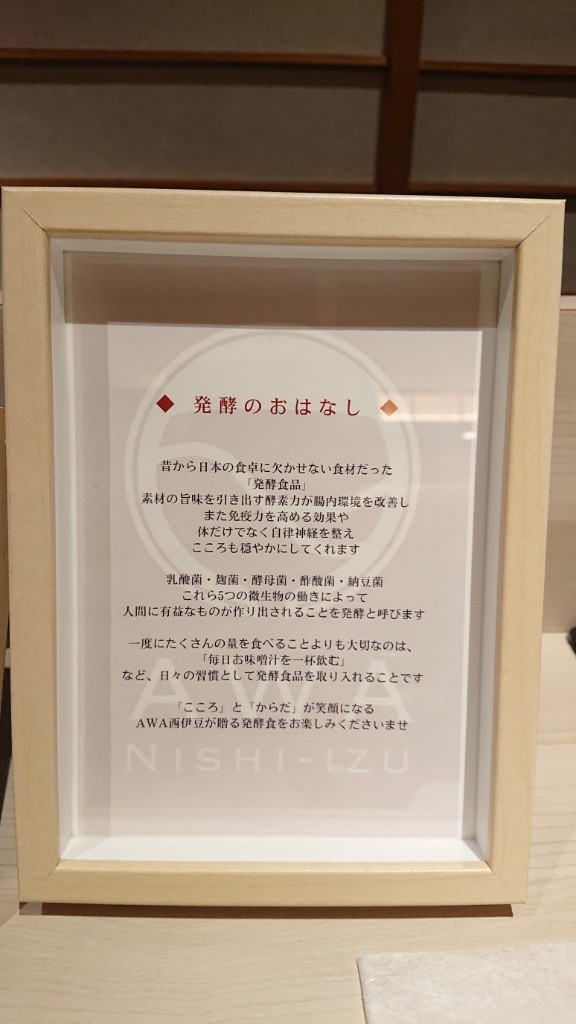 ◆ 発酵のおはなし ◆
昔から日本の食卓に欠かせない食材だった
「発酵食品」
素材の旨味を引き出す酵素力が腸内環境を改善し
また免疫力を高める効果や
体だけでなく自律神経を整え
こころも穏やかにしてくれます
乳酸菌・麹菌・酵母菌・酢酸菌・納豆菌
これら5つの微生物の働きによって
人間に有益なものが作り出されることを発酵と呼びます
一度にたくさんの量を食べることよりも大切なのは、
「毎日お味噌汁を一杯飲む」
など、日々の習慣として発酵食品を取り入れることです
「こころ」と「からだ」が笑顔になる
AWA西伊豆が贈る発酵食をお楽しみくださいませ
AWA
NISHI-IZU